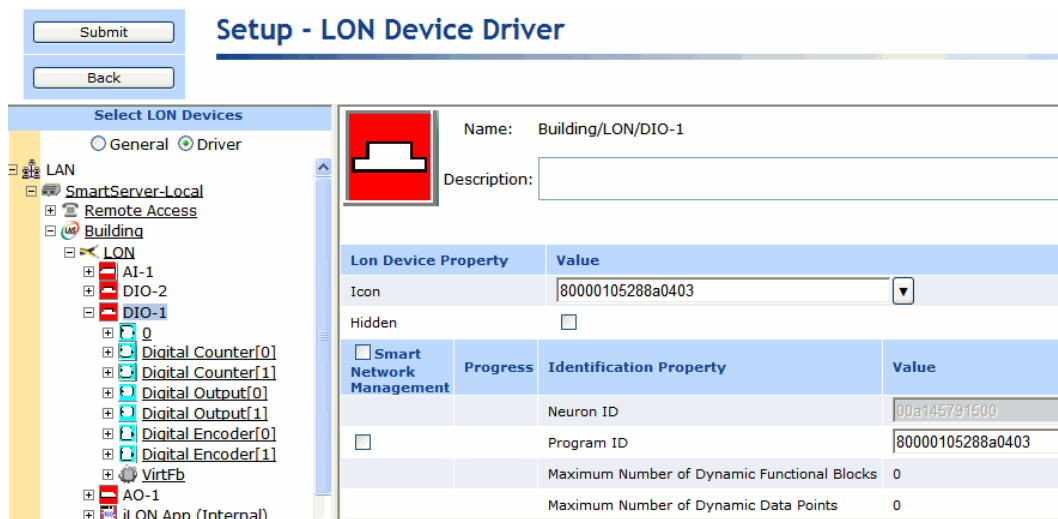 Submit
Setup - LON Device Driver
Back
Select LON Devices
General Driver
LAN
SmartServer-Local
Remote Access
Building
LON
AI-1
DIO-2
DIO-1
0
Digital Counter[0]
Digital Counter[1]
Digital Output[0]
Digital Output[1]
Digital Encoder[0]
Digital Encoder[1]
VirtFb
AO-1
iLON App (Internal)
Name: Building/LON/DIO-1
Description:
Lon Device Property Value
Icon 80000105288a0403
Hidden
Smart Network Management Progress Identification Property Value
Neuron ID 00a145791500
Program ID 80000105288a0403
Maximum Number of Dynamic Functional Blocks 0
Maximum Number of Dynamic Data Points 0